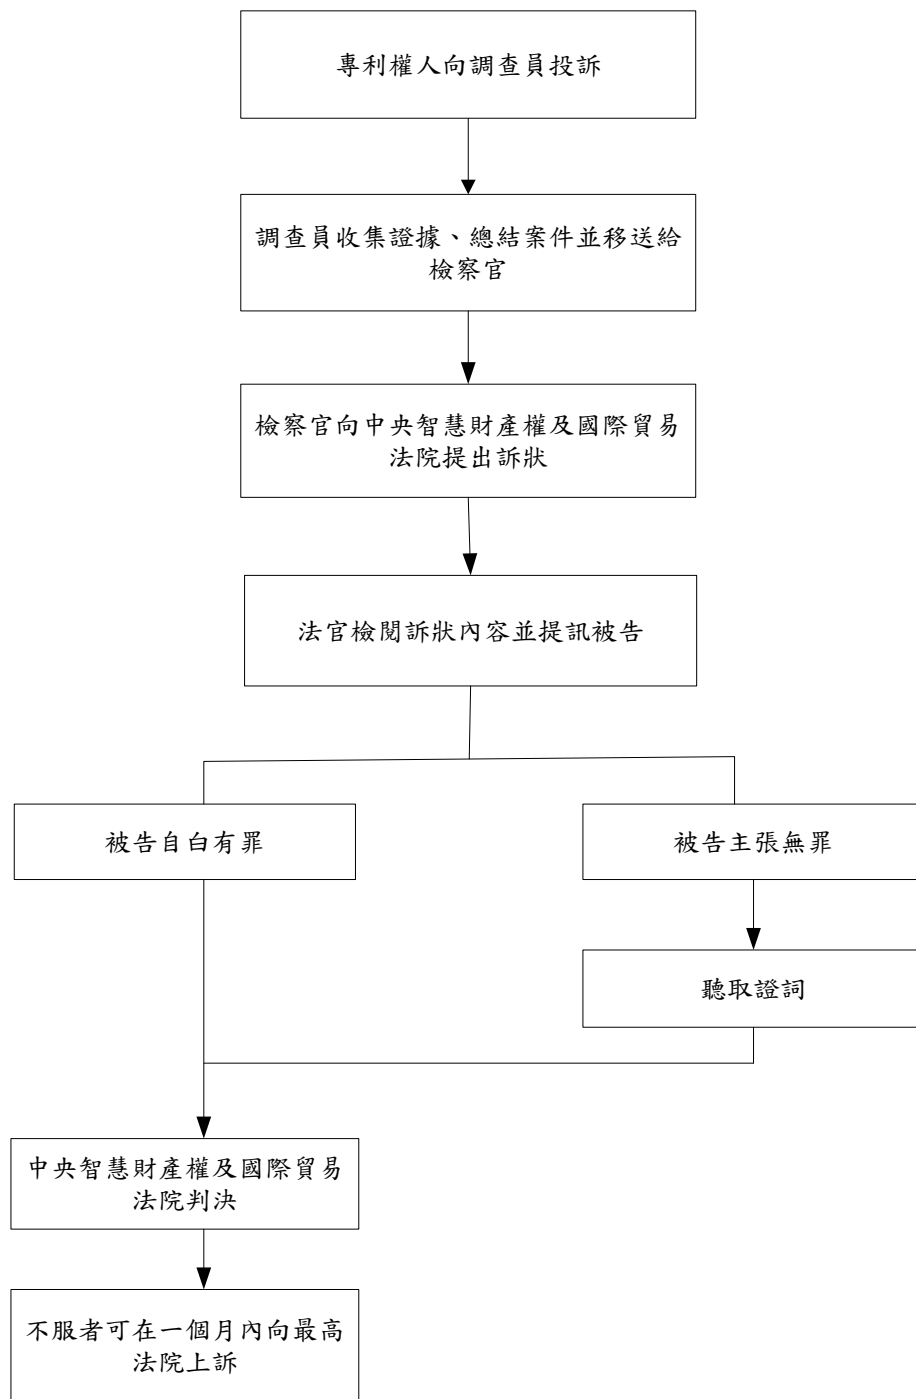 專利權人向調查員投訴
調查員收集證據、總結案件並移送給
檢察官
檢察官向中央智慧財產權及國際貿易
法院提出訴狀
法官檢閱訴狀內容並提訊被告
被告自白有罪
被告主張無罪
聽取證詞
中央智慧財產權及國際貿易
法院判決
不服者可在一個月內向最高
法院上訴